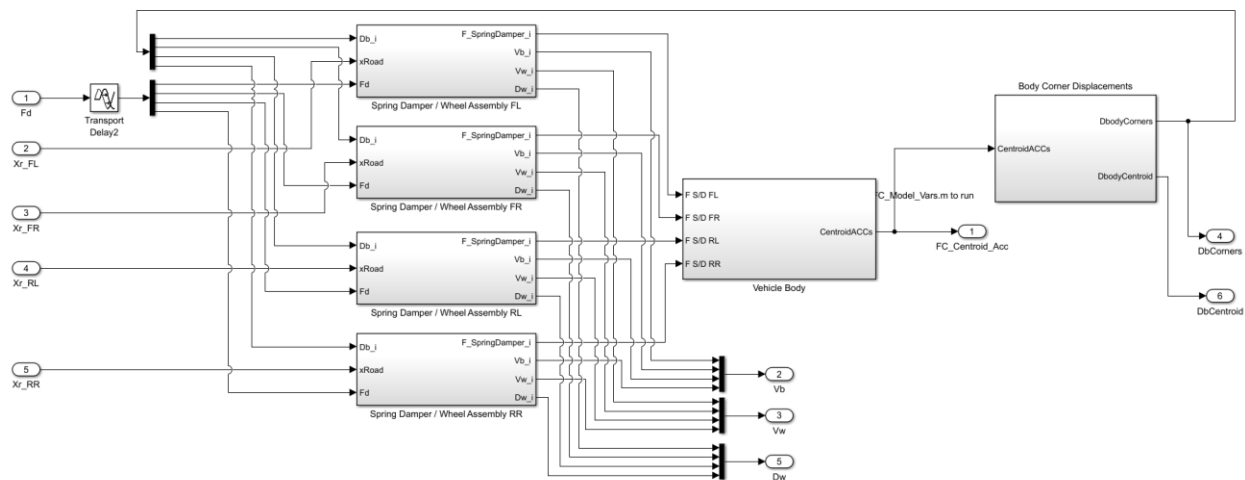 Db_i
xRoad
Fd
F_SpringDamper_i
Vb_i
Vw_i
Dw_i
Spring Damper / Wheel Assembly FL
1
Fd
Transport
Delay2
2
Xr_FL
Db_i
xRoad
Fd
F_SpringDamper_i
Vb_i
Vw_i
Dw_i
Spring Damper / Wheel Assembly FR
3
Xr_FR
Db_i
xRoad
Fd
F_SpringDamper_i
Vb_i
Vw_i
Dw_i
Spring Damper / Wheel Assembly RL
4
Xr_RL
Db_i
xRoad
Fd
F_SpringDamper_i
Vb_i
Vw_i
Dw_i
Spring Damper / Wheel Assembly RR
5
Xr_RR
F S/D FL
F S/D FR
F S/D RL
F S/D RR
CentroidACCs
Vehicle Body
FC_Model_Vars.m to run
1
FC_Centroid_Acc
Body Corner Displacements
CentroidACCs
DbodyCorners
DbodyCentroid
4
DbCorners
6
DbCentroid
2
Vb
3
Vw
5
Dw